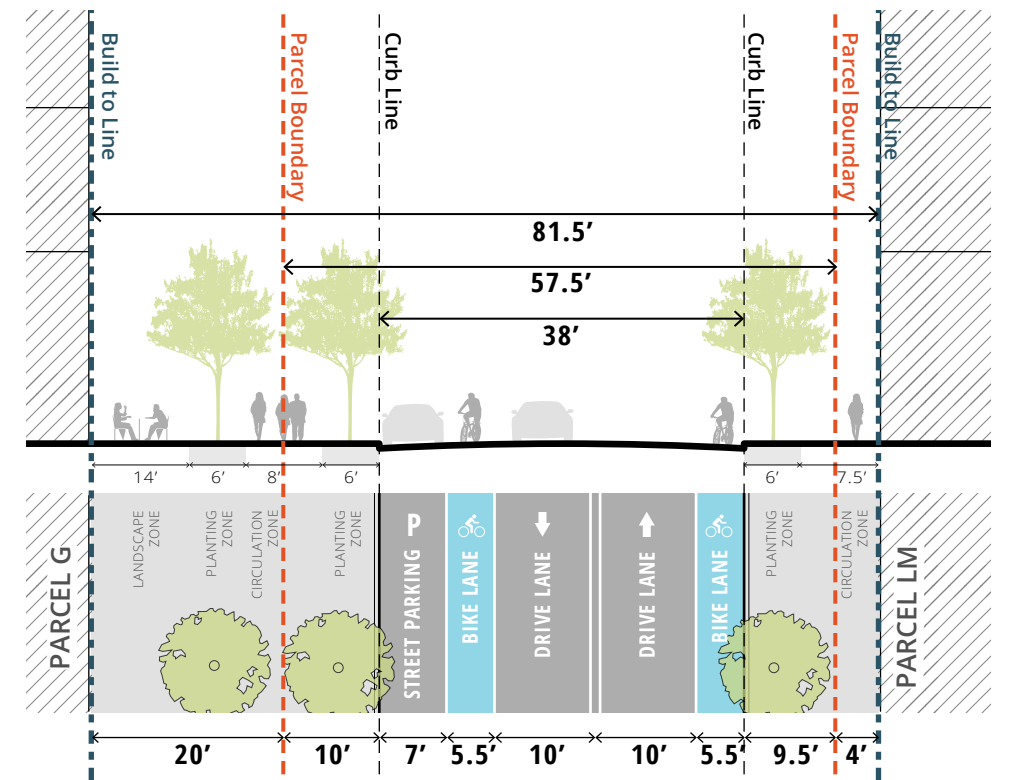 Build to Line
Parcel Boundary
Curb Line
Curb Line
Parcel Boundary
Build to Line
81.5’
57.5’
38’
14’
6’
8’
6’
6’
7.5’
PARCEL G
LANDSCAPE
ZONE
PLANTING
ZONE
CIRCULATION
ZONE
PLANTING
ZONE
P
STREET PARKING
BIKE LANE
DRIVE LANE
DRIVE LANE
BIKE LANE
PLANTING
ZONE
CIRCULATION
ZONE
PARCEL LM
20’
10’
7’
5.5’
10’
10’
5.5’
9.5’
4’